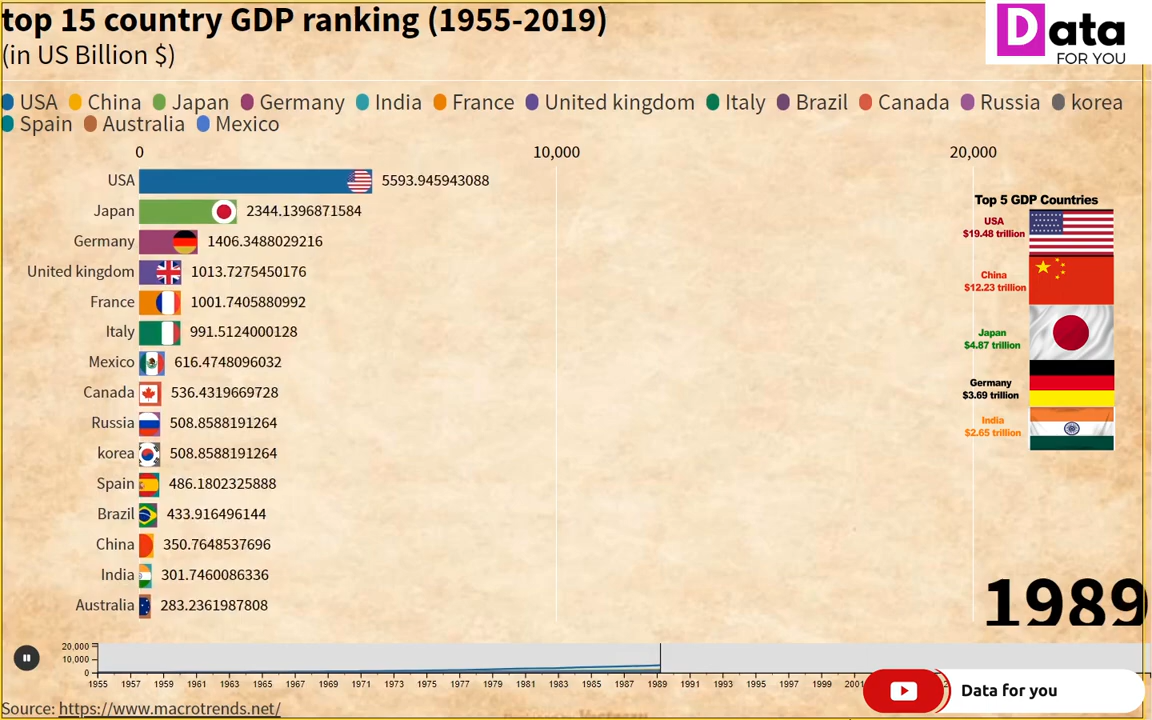 top 15 country GDP ranking (1955-2019)
(in US Billion $)
Data
FOR YOU
USA China Japan Germany India France United kingdom Italy Brazil Canada Russia korea
Spain Australia Mexico
0 10,000 20,000
USA 5593.945943088
Japan 2344.1396871584
Germany 1406.3488029216
United kingdom 1013.7275450176
France 1001.7405880992
Italy 991.5124000128
Mexico 616.4748096032
Canada 536.4319669728
Russia 508.8588191264
korea 508.8588191264
Spain 486.1802325888
Brazil 433.916496144
China 350.7648537696
India 301.7460086336
Australia 283.2361987808
Top 5 GDP Countries
USA
$19.48 trillion
China
$12.23 trillion
Japan
$4.87 trillion
Germany
$3.69 trillion
India
$2.65 trillion
1989
20,000
10,000
0
1955 1957 1959 1961 1963 1965 1967 1969 1971 1973 1975 1977 1979 1981 1983 1985 1987 1989 1991 1993 1995 1997 1999 2001
Data for you
Source: https://www.macrotrends.net/